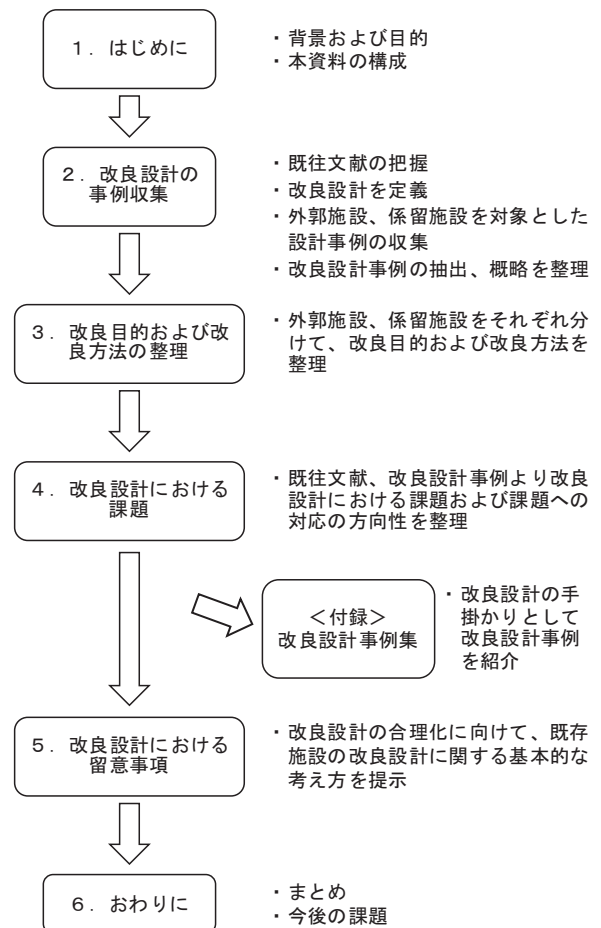 1．はじめに
・背景および目的
・本資料の構成
2．改良設計の
事例収集
・既往文献の把握
・改良設計を定義
・外郭施設、係留施設を対象とした
設計事例の収集
・改良設計事例の抽出、概略を整理
3．改良目的および改
良方法の整理
・外郭施設、係留施設をそれぞれ分
けて、改良目的および改良方法を
整理
4．改良設計における
課題
・既往文献、改良設計事例より改良
設計における課題および課題への
対応の方向性を整理
＜付録＞
改良設計事例集
・改良設計の手
掛かりとして
改良設計事例
を紹介
5．改良設計における
留意事項
・改良設計の合理化に向けて、既存
施設の改良設計に関する基本的な
考え方を提示
6．おわりに
・まとめ
・今後の課題